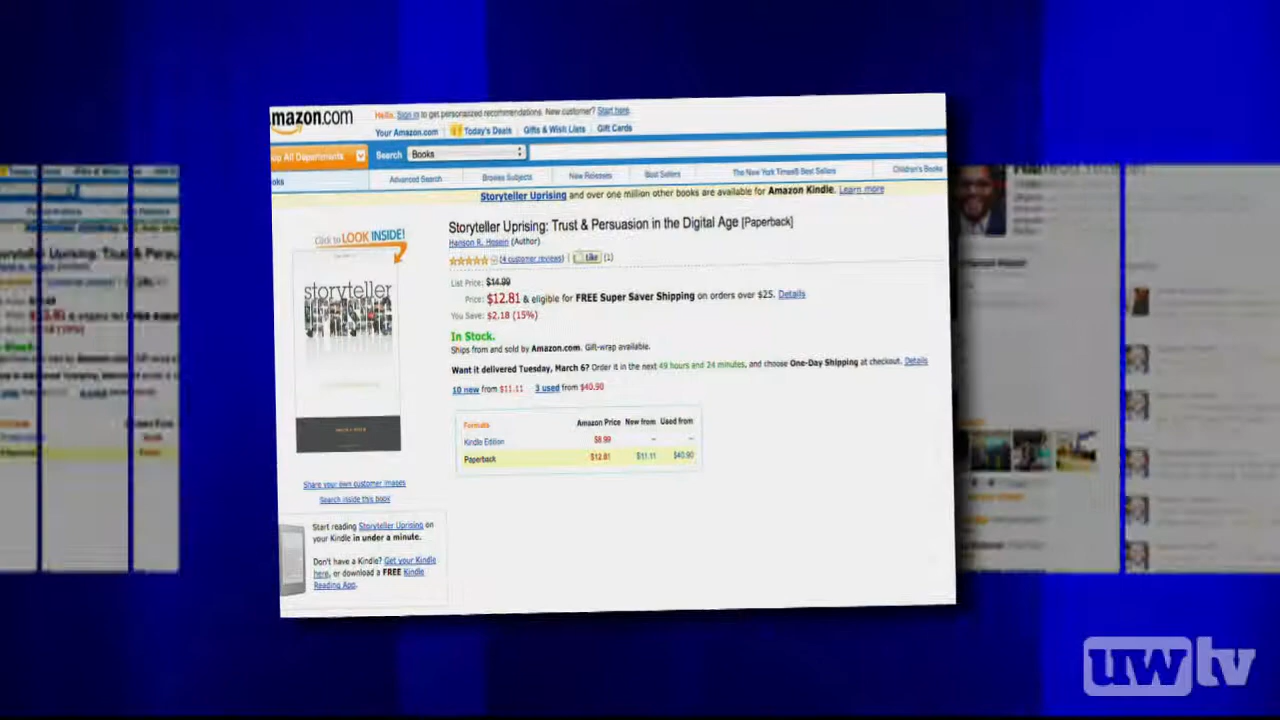 mazon.com
Hello. Sign in to get personalized recommendations. New customer? Start here.
Your Amazon.com Today's Deals Gifts & Wish Lists Gift Cards
op All Departments Search Books
ooks Advanced Search Browse Subjects New Releases Best Sellers The New York Times® Best Sellers Children's Books
Storyteller Uprising and over one million other books are available for Amazon Kindle. Learn more
Click to LOOK INSIDE!
storyteller
UPRISING
Storyteller Uprising: Trust & Persuasion in the Digital Age [Paperback]
Hanson R. Hosein (Author)
(4 customer reviews) | Like (1)
List Price: $14.99
Price: $12.81 & eligible for FREE Super Saver Shipping on orders over $25. Details
You Save: $2.18 (15%)
In Stock.
Ships from and sold by Amazon.com. Gift-wrap available.
Want it delivered Tuesday, March 6? Order it in the next 49 hours and 24 minutes, and choose One-Day Shipping at checkout. Details
10 new from $11.11 3 used from $40.90
Formats Amazon Price New from Used from
Kindle Edition $8.99 -- --
Paperback $12.81 $11.11 $40.90
Share your own customer images
Search inside this book
Start reading Storyteller Uprising on
your Kindle in under a minute.
Don't have a Kindle? Get your Kindle
here, or download a FREE Kindle
Reading App.
uwtv